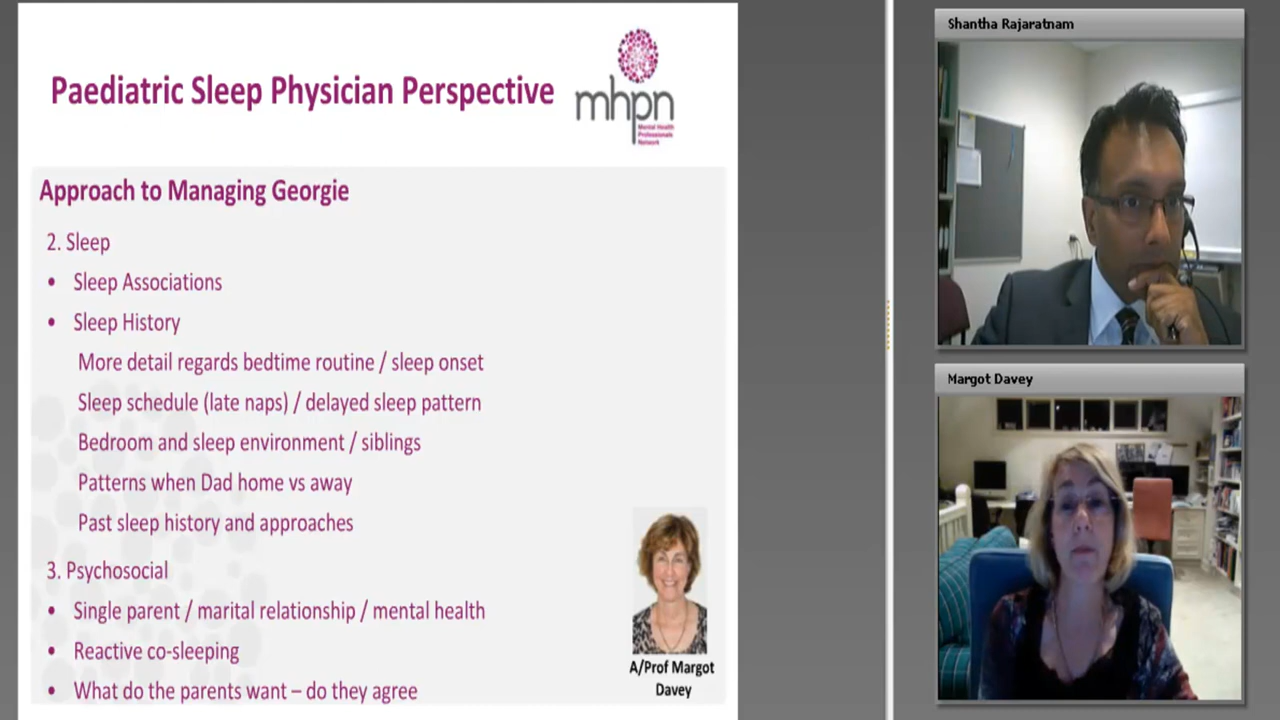 Paediatric Sleep Physician Perspective
mhpn
Mental Health
Professionals
Network
Approach to Managing Georgie
2. Sleep
• Sleep Associations
• Sleep History
More detail regards bedtime routine / sleep onset
Sleep schedule (late naps) / delayed sleep pattern
Bedroom and sleep environment / siblings
Patterns when Dad home vs away
Past sleep history and approaches
3. Psychosocial
• Single parent / marital relationship / mental health
• Reactive co-sleeping
• What do the parents want – do they agree
A/Prof Margot
Davey
Shantha Rajaratnam
Margot Davey